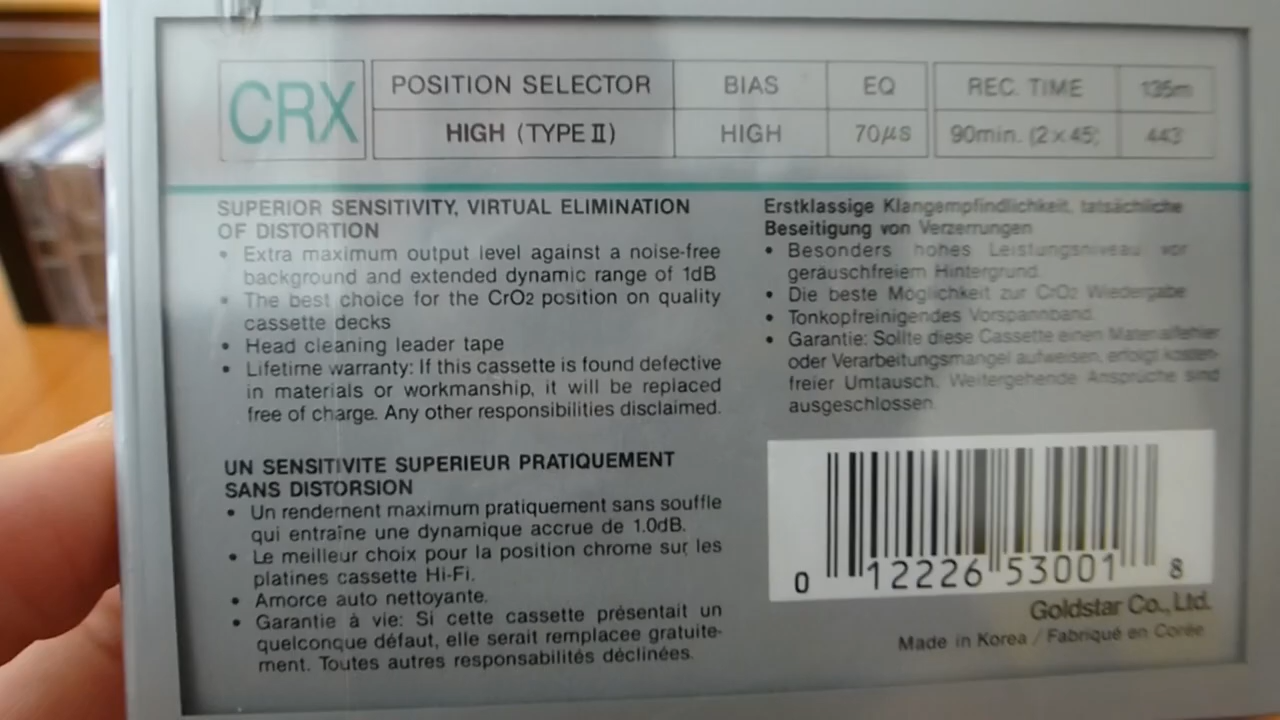 CRX
POSITION SELECTOR BIAS EQ REC. TIME 135m
HIGH (TYPE II) HIGH 70µs 90min. (2×45) 443
SUPERIOR SENSITIVITY, VIRTUAL ELIMINATION
OF DISTORTION
• Extra maximum output level against a noise-free
background and extended dynamic range of 1dB
• The best choice for the CrO2 position on quality
cassette decks
• Head cleaning leader tape
• Lifetime warranty: If this cassette is found defective
in materials or workmanship, it will be replaced
free of charge. Any other responsibilities disclaimed.
UN SENSITIVITE SUPERIEUR PRATIQUEMENT
SANS DISTORSION
• Un rendement maximum pratiquement sans souffle
qui entraîne une dynamique accrue de 1.0dB.
• Le meilleur choix pour la position chrome sur les
platines cassette Hi-Fi.
• Amorce auto nettoyante.
• Garantie à vie: Si cette cassette présentait un
quelconque défaut, elle serait remplacee gratuite-
ment. Toutes autres responsabilités déclinées.
Erstklassige Klangempfindlichkeit, tatsächliche
Beseitigung von Verzerrungen
• Besonders hohes Leistungsniveau vor
geräuschfreiem Hintergrund.
• Die beste Möglichkeit zur CrO2 Wiedergabe
• Tonkopfreinigendes Vorspannband.
• Garantie: Sollte diese Cassette einen Materialfehler
oder Verarbeitungsmangel aufweisen, erfolgt kosten-
freier Umtausch. Weitergehende Ansprüche sind
ausgeschlossen.
0 12226 53001 8
Goldstar Co., Ltd.
Made in Korea / Fabriqué en Corée